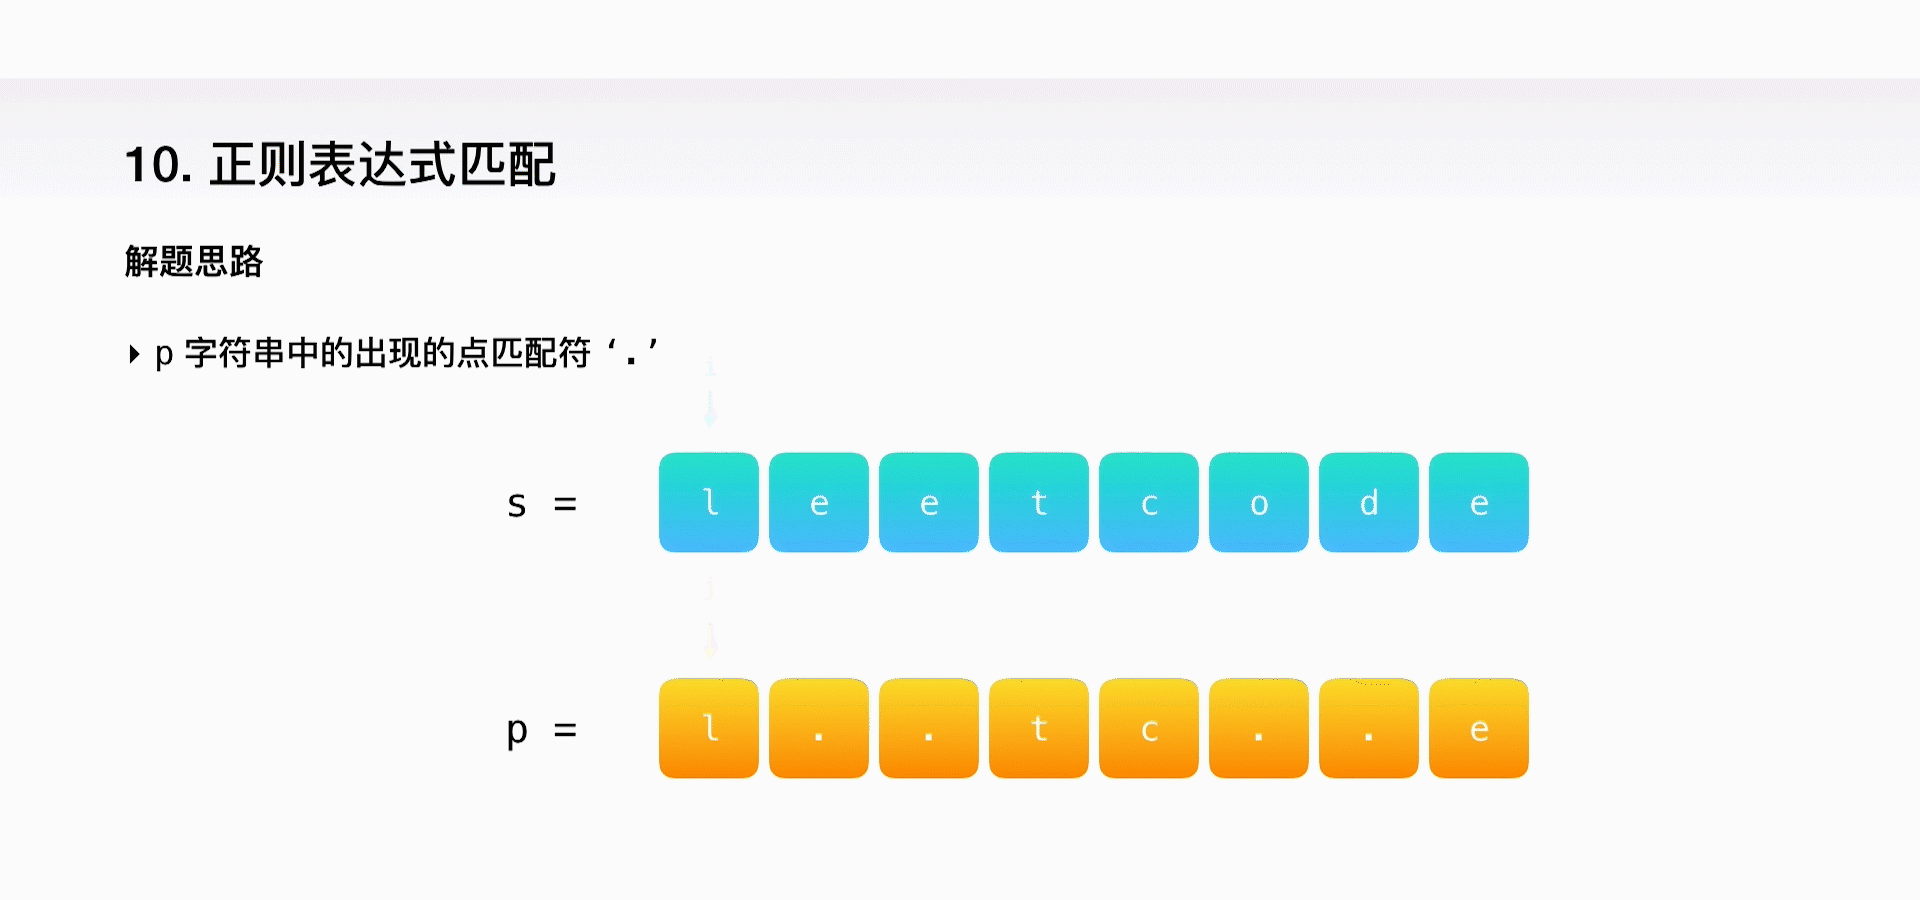 10. 正则表达式匹配
解题思路
p 字符串中的出现的点匹配符 ‘.’
i
s = l e e t c o d e
j
p = l . . t c . . e